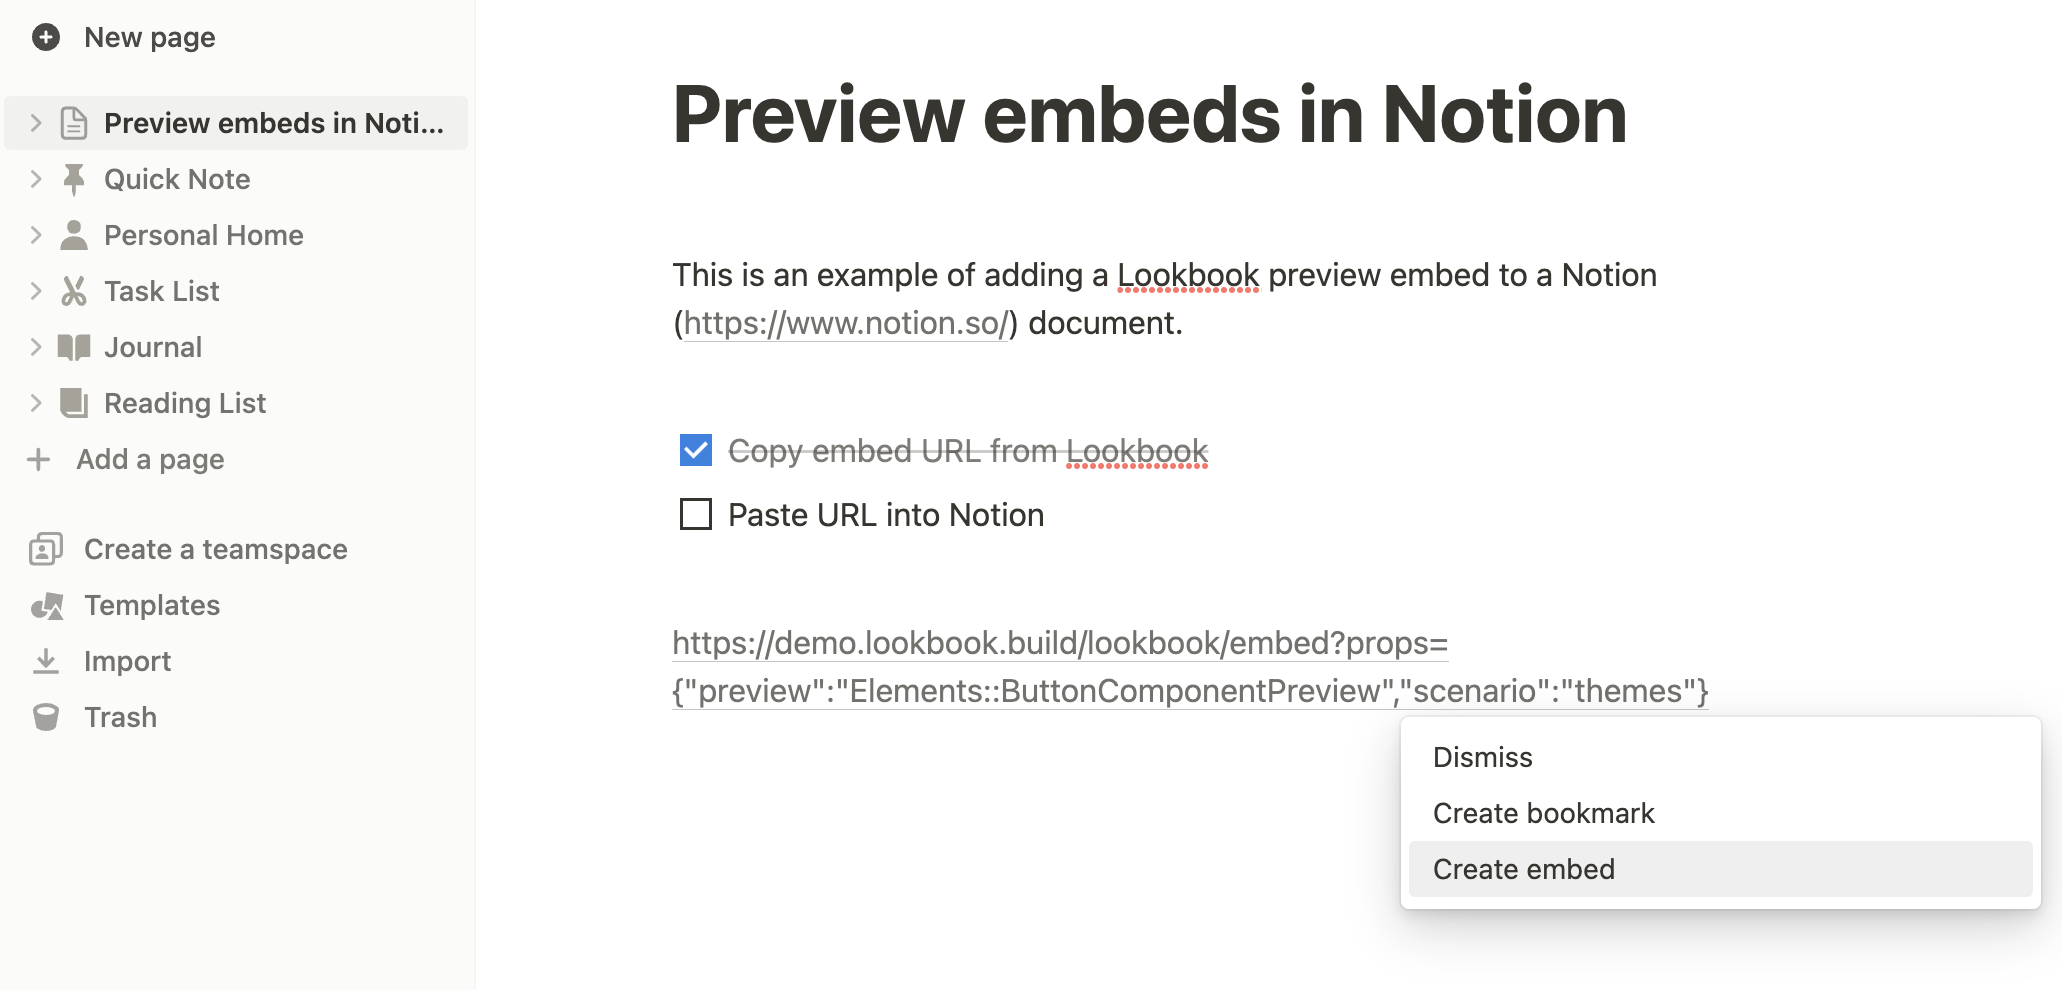 New page
Preview embeds in Noti...
Quick Note
Personal Home
Task List
Journal
Reading List
Add a page
Create a teamspace
Templates
Import
Trash
Preview embeds in Notion
This is an example of adding a Lookbook preview embed to a Notion
(https://www.notion.so/) document.
Copy embed URL from Lookbook
Paste URL into Notion
https://demo.lookbook.build/lookbook/embed?props=
{"preview":"Elements::ButtonComponentPreview","scenario":"themes"}
Dismiss
Create bookmark
Create embed